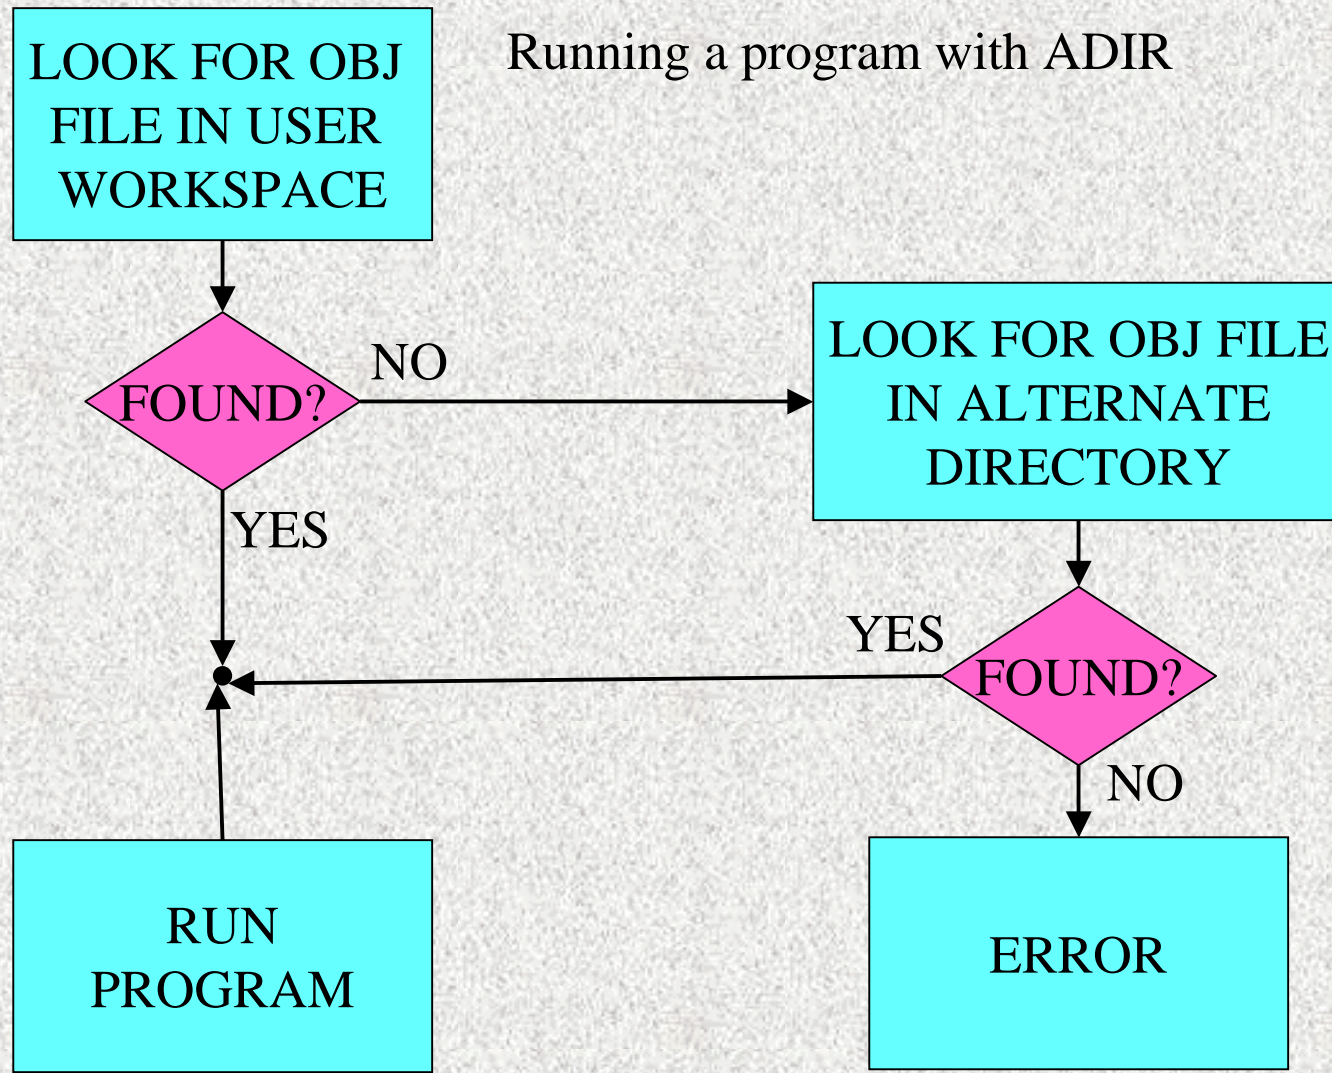 Running a program with ADIR
LOOK FOR OBJ
FILE IN USER
WORKSPACE
FOUND?
NO
YES
LOOK FOR OBJ FILE
IN ALTERNATE
DIRECTORY
FOUND?
YES
NO
RUN
PROGRAM
ERROR